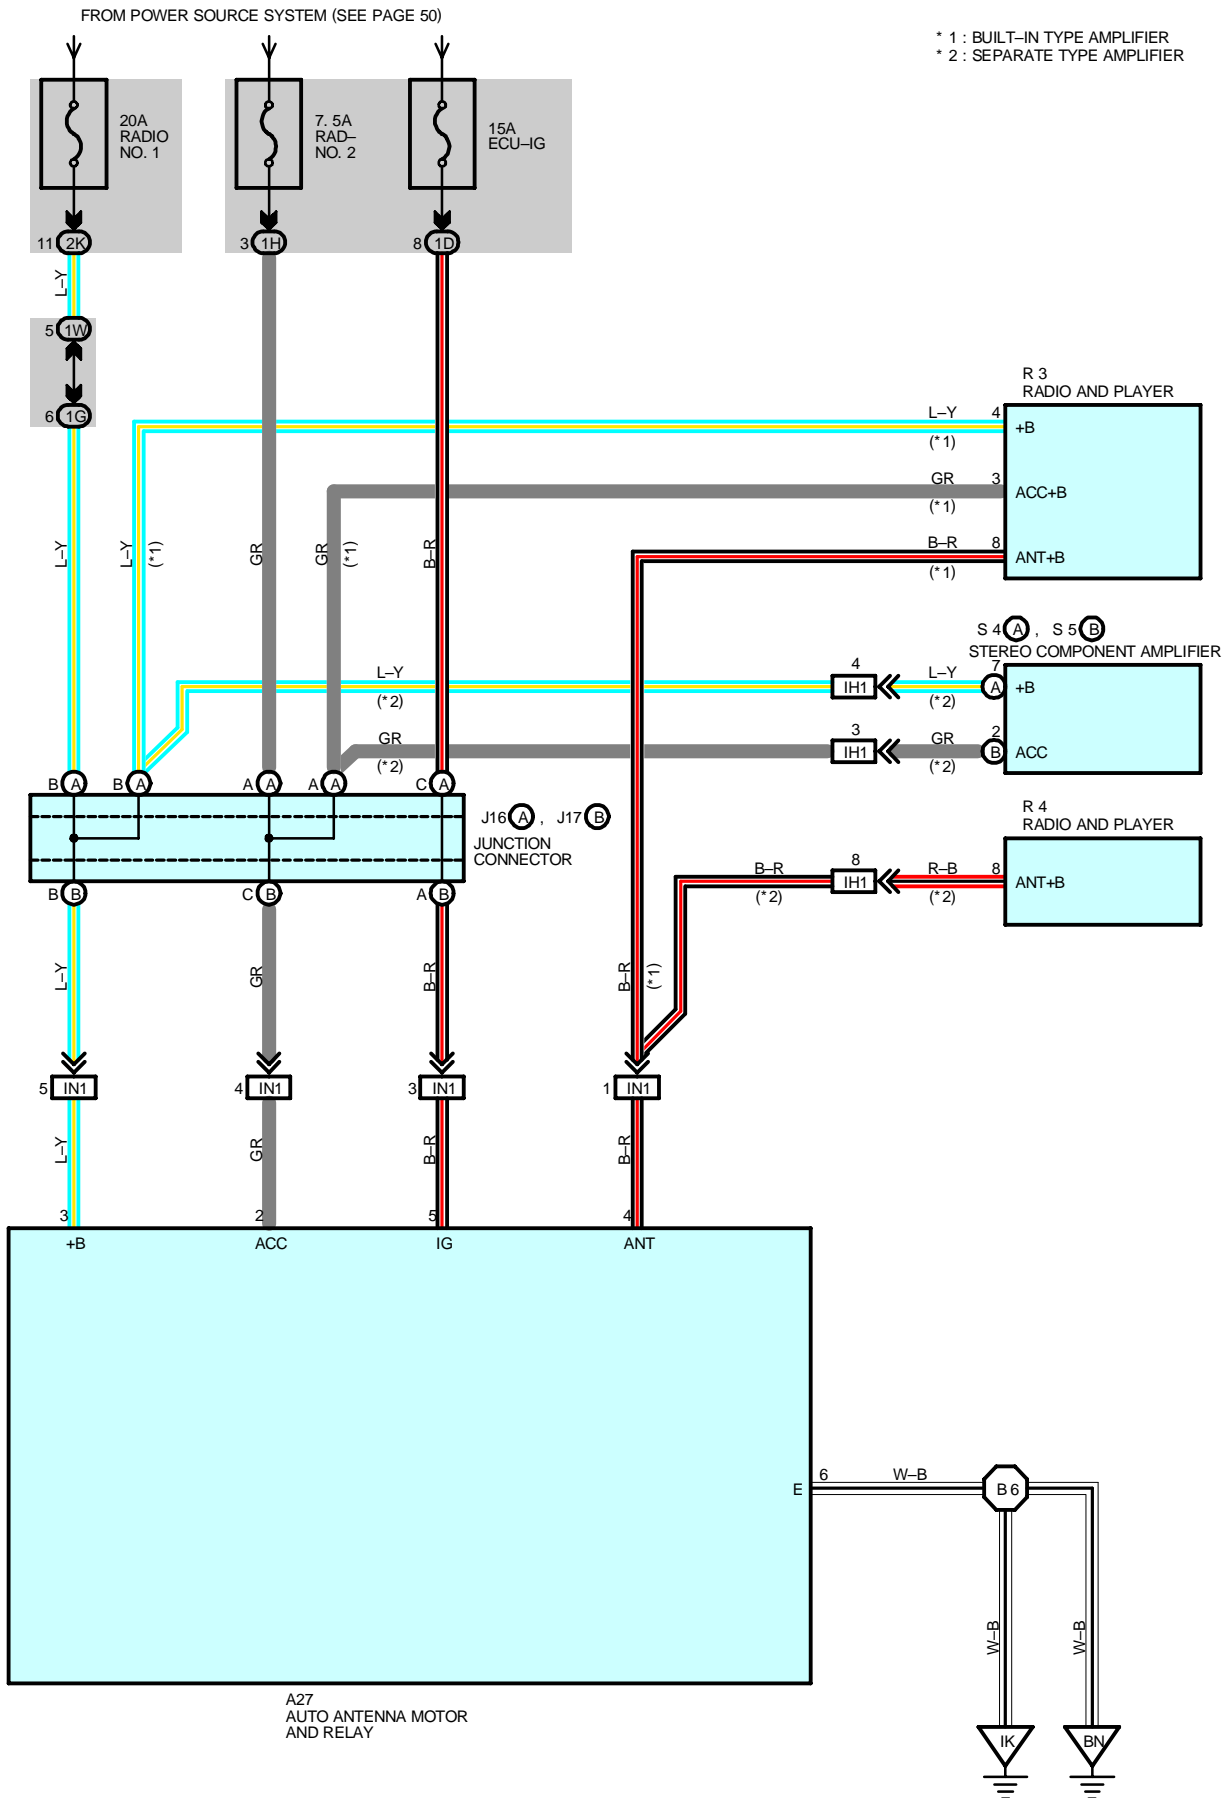 FROM POWER SOURCE SYSTEM (SEE PAGE 50)
* 1 : BUILT–IN TYPE AMPLIFIER
* 2 : SEPARATE TYPE AMPLIFIER
20A
RADIO
NO. 1
7. 5A
RAD–
NO. 2
15A
ECU–IG
11 2K
3 1H
8 1D
L–Y
5 1W
6 1G
R 3
RADIO AND PLAYER
L–Y 4
+B
(*1)
GR 3
ACC+B
(*1)
B–R 8
ANT+B
(*1)
L–Y
L–Y
(*1)
GR
GR
(*1)
B–R
S 4 A , S 5 B
STEREO COMPONENT AMPLIFIER
L–Y
(*2)
4
IH1
L–Y
(*2)
7
A
+B
GR
(*2)
3
IH1
GR
(*2)
2
B
ACC
B A
B A
A A
A A
C A
J16 A , J17 B
JUNCTION
CONNECTOR
R 4
RADIO AND PLAYER
B–R
(*2)
8
IH1
R–B
(*2)
8
ANT+B
B B
C B
A B
L–Y
GR
B–R
B–R
(*1)
5 IN1
4 IN1
3 IN1
1 IN1
L–Y
GR
B–R
B–R
3
2
5
4
+B
ACC
IG
ANT
E
6
W–B
B 6
W–B
W–B
IK
BN
A27
AUTO ANTENNA MOTOR
AND RELAY